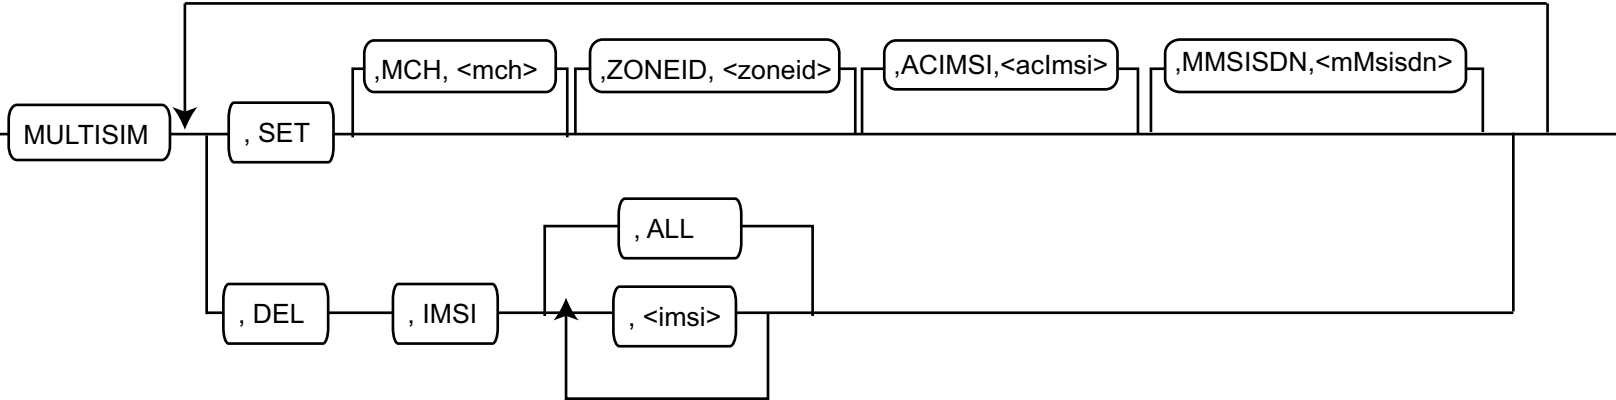 ,MCH, <mch>
,ZONEID, <zoneid>
,ACIMSI,<acImsi>
,MMSISDN,<mMsisdn>
MULTISIM
, SET
, ALL
, DEL
, IMSI
, <imsi>